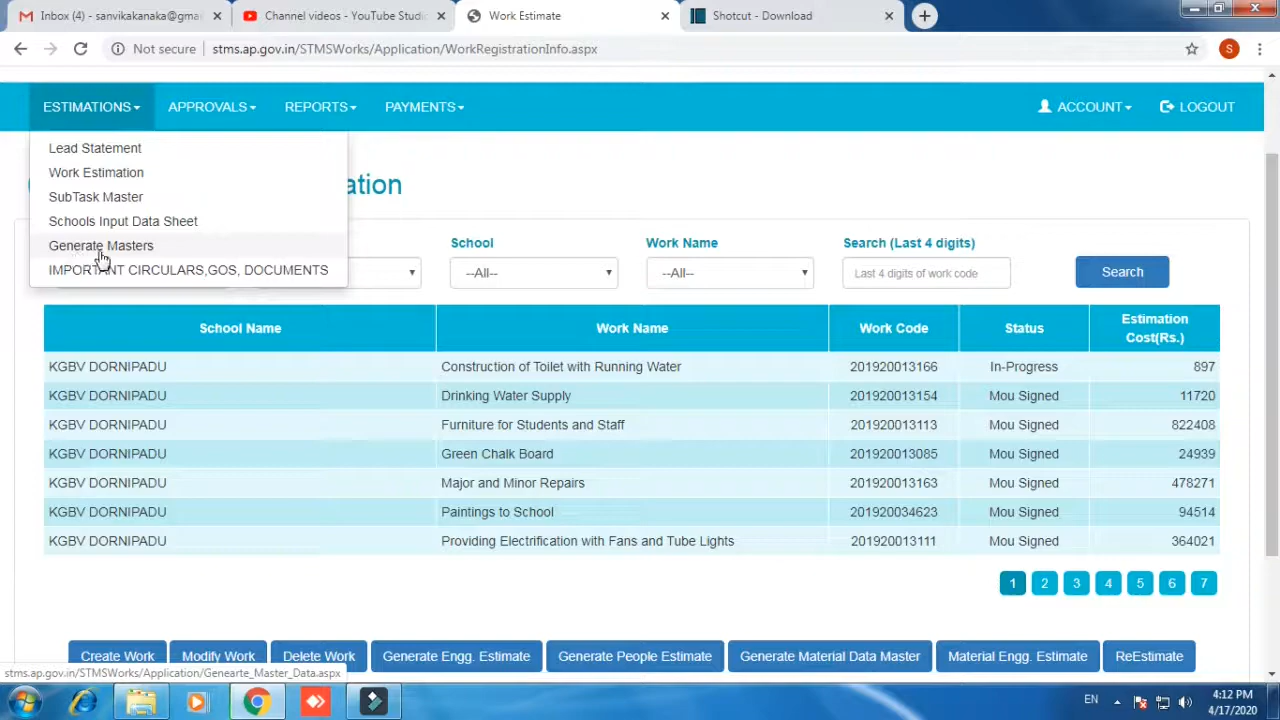 Inbox (4) - sanvikakanaka@gma
Channel videos - YouTube Studi
Work Estimate
Shotcut - Download
Not secure
stms.ap.gov.in/STMSWorks/Application/WorkRegistrationInfo.aspx
S
ESTIMATIONS
APPROVALS
REPORTS
PAYMENTS
ACCOUNT
LOGOUT
Lead Statement
Work Estimation
SubTask Master
Schools Input Data Sheet
Generate Masters
IMPORTANT CIRCULARS,GOS, DOCUMENTS
ation
School
Work Name
Search (Last 4 digits)
--All--
--All--
Last 4 digits of work code
Search
School Name Work Name Work Code Status Estimation
Cost(Rs.)
KGBV DORNIPADU Construction of Toilet with Running Water 201920013166 In-Progress 897
KGBV DORNIPADU Drinking Water Supply 201920013154 Mou Signed 11720
KGBV DORNIPADU Furniture for Students and Staff 201920013113 Mou Signed 822408
KGBV DORNIPADU Green Chalk Board 201920013085 Mou Signed 24939
KGBV DORNIPADU Major and Minor Repairs 201920013163 Mou Signed 478271
KGBV DORNIPADU Paintings to School 201920034623 Mou Signed 94514
KGBV DORNIPADU Providing Electrification with Fans and Tube Lights 201920013111 Mou Signed 364021
1 2 3 4 5 6 7
Create Work Modify Work Delete Work Generate Engg. Estimate Generate People Estimate Generate Material Data Master Material Engg. Estimate ReEstimate
stms.ap.gov.in/STMSWorks/Application/Genearte_Master_Data.aspx
EN
4:12 PM
4/17/2020